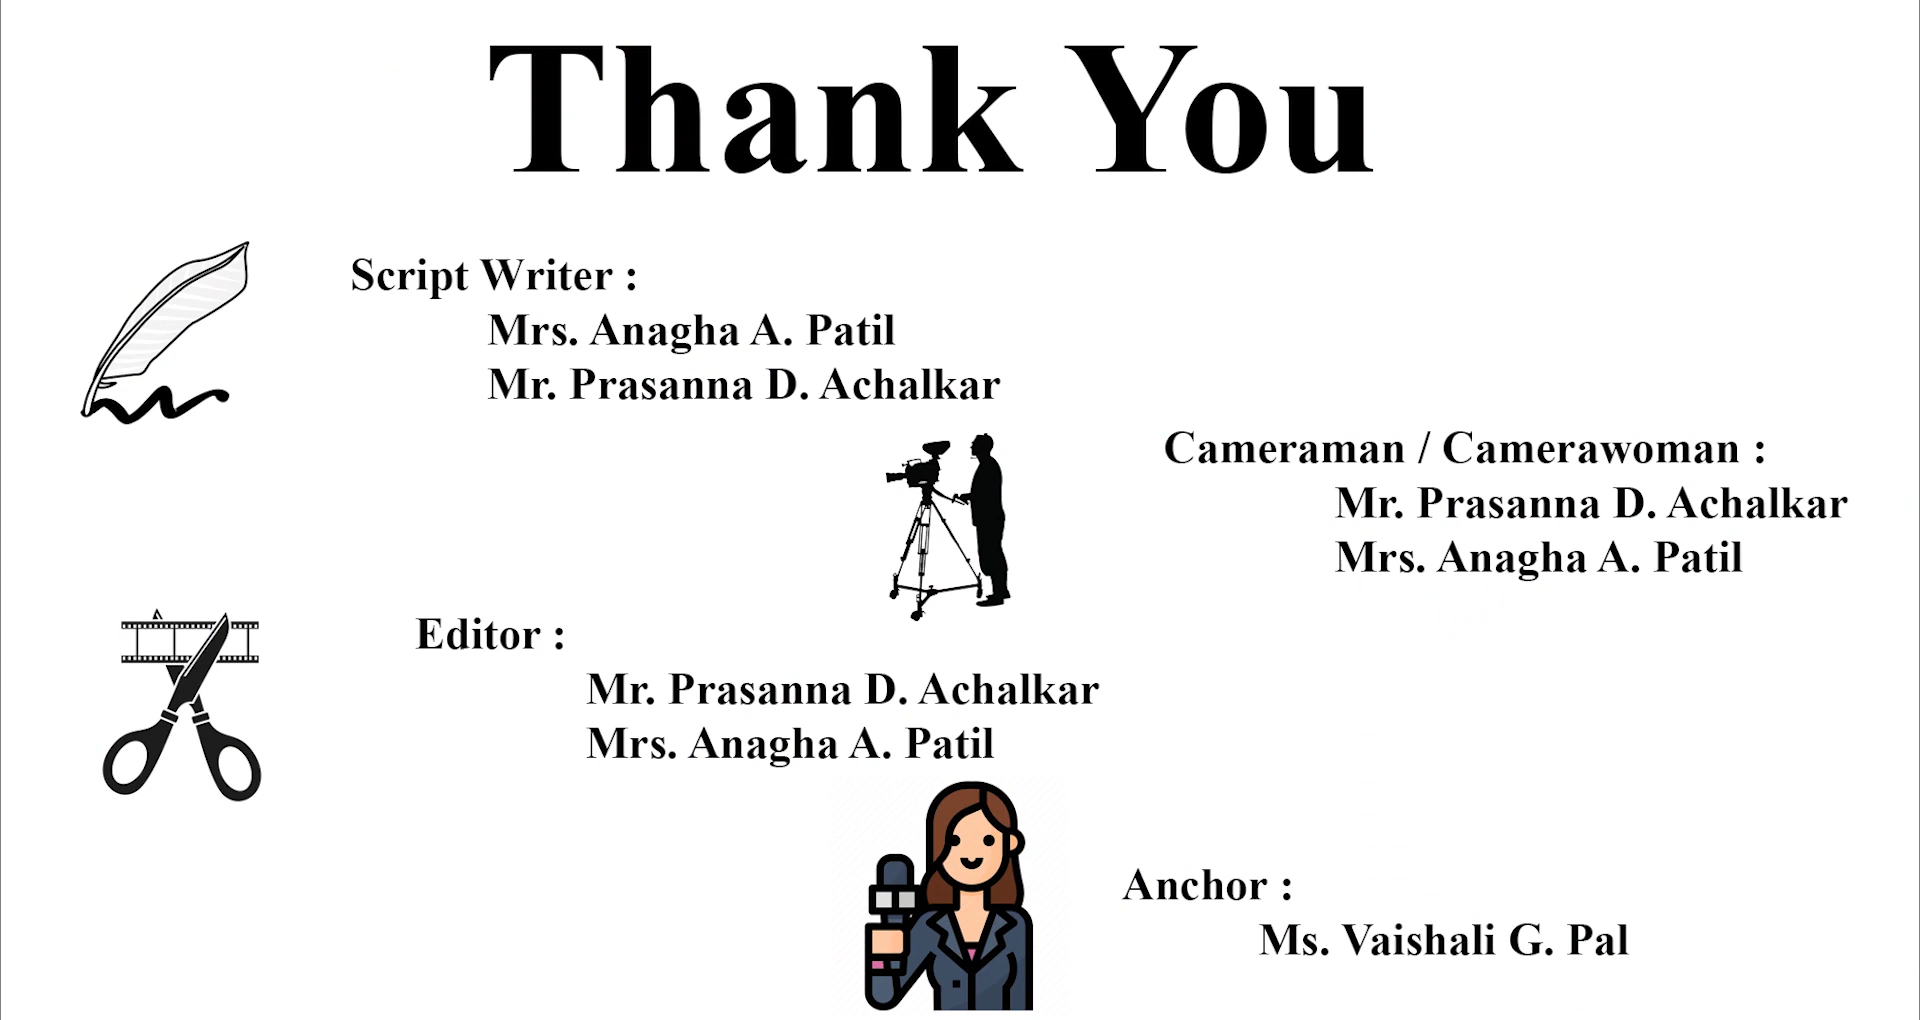 Thank You
Script Writer :
Mrs. Anagha A. Patil
Mr. Prasanna D. Achalkar
Cameraman / Camerawoman :
Mr. Prasanna D. Achalkar
Mrs. Anagha A. Patil
Editor :
Mr. Prasanna D. Achalkar
Mrs. Anagha A. Patil
Anchor :
Ms. Vaishali G. Pal